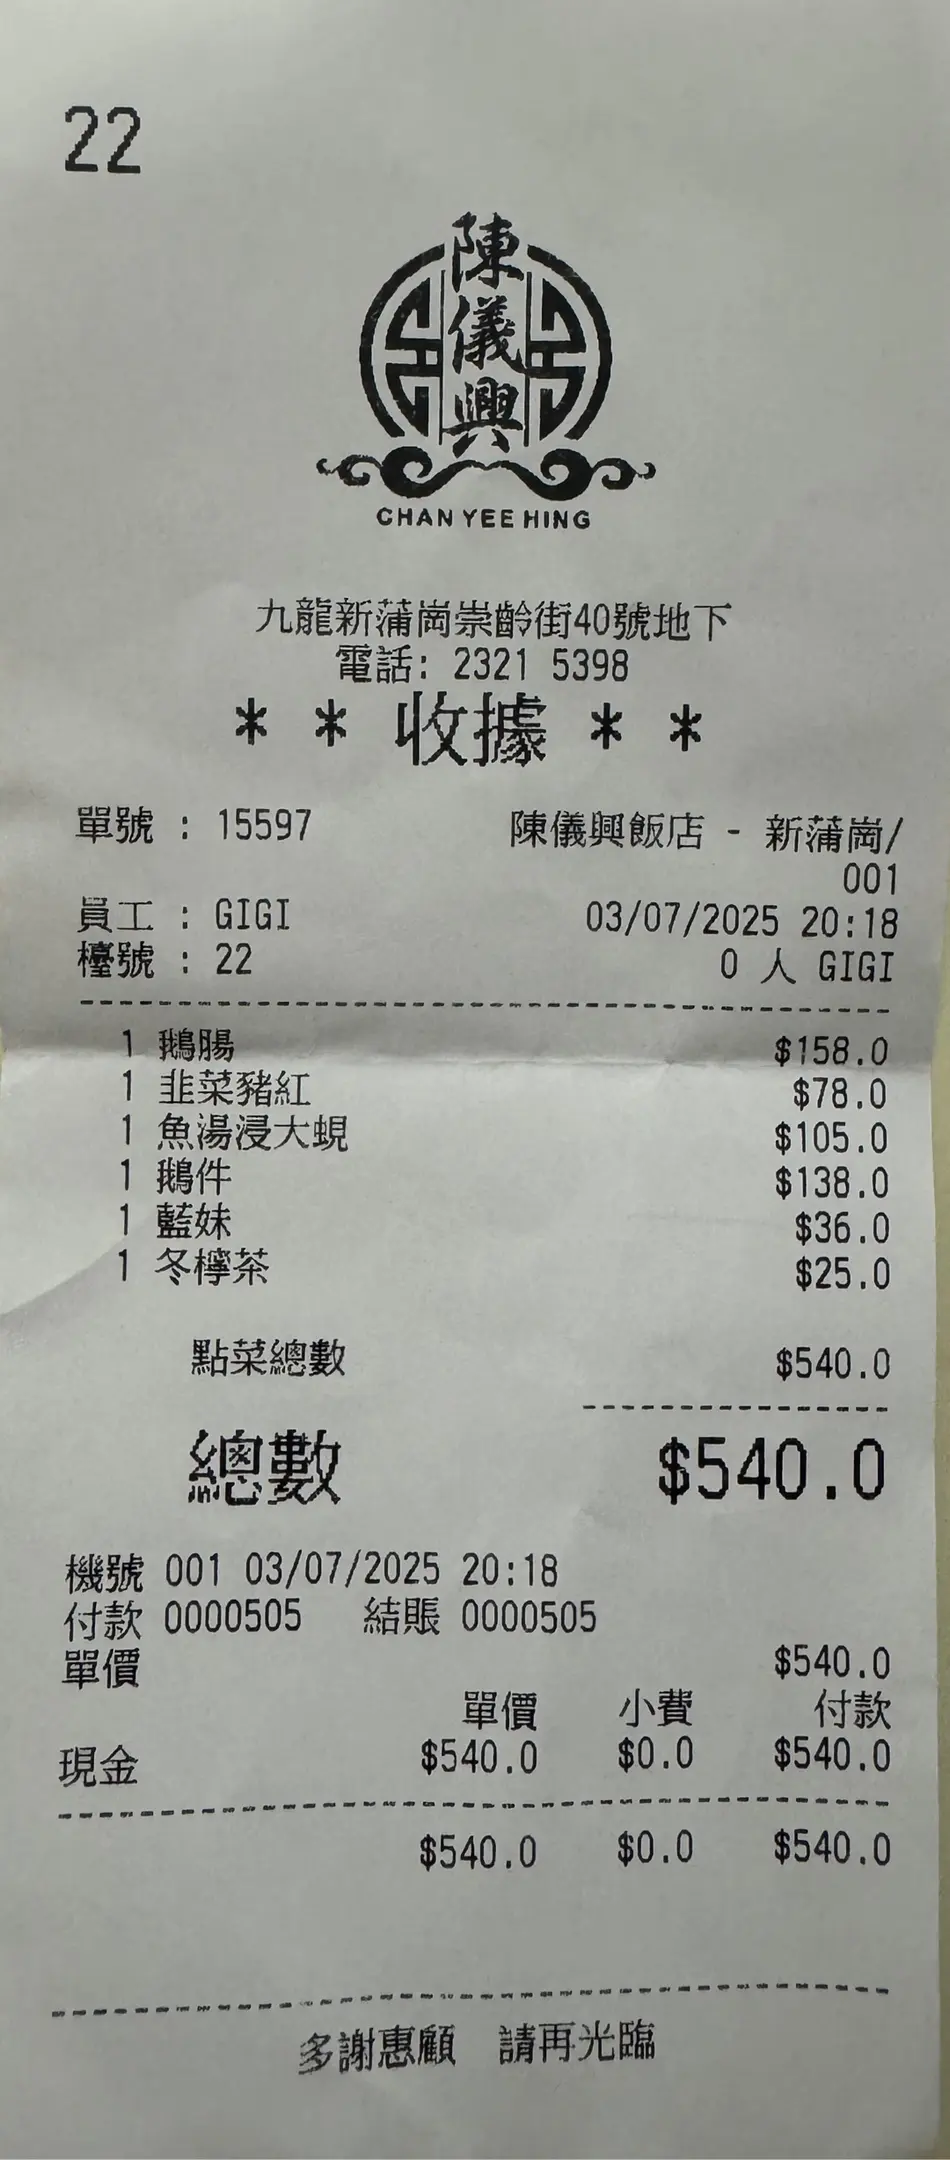 22
陳儀興
CHAN YEE HING
九龍新蒲崗崇齡街40號地下
電話: 2321 5398
* * 收據 * *
單號 : 15597 陳儀興飯店 - 新蒲崗/
001
員工 : GIGI 03/07/2025 20:18
檯號 : 22 0 人 GIGI
1 鵝腸 $158.0
1 韭菜豬紅 $78.0
1 魚湯浸大蜆 $105.0
1 鵝件 $138.0
1 藍妹 $36.0
1 冬檸茶 $25.0
點菜總數 $540.0
總數 $540.0
機號 001 03/07/2025 20:18
付款 0000505 結賬 0000505
單價 $540.0
單價 小費 付款
現金 $540.0 $0.0 $540.0
$540.0 $0.0 $540.0
多謝惠顧 請再光臨